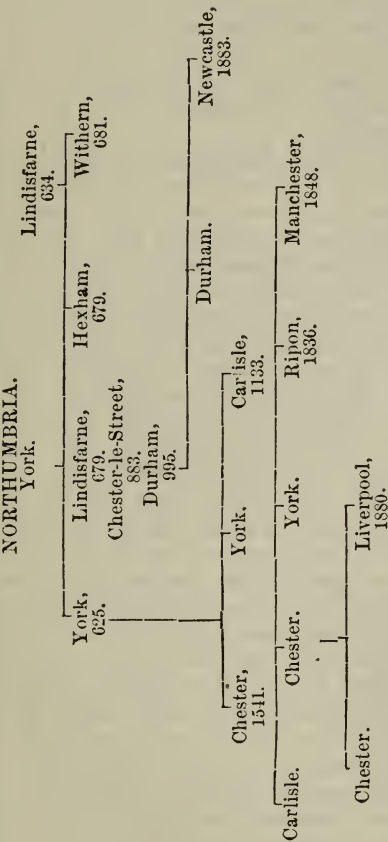 NORTHUMBRIA.
York.
Lindisfarne,
634.
York,
625.
Lindisfarne,
679.
Chester-le-Street,
883.
Durham,
995.
Hexham,
679.
Withern,
681.
Durham.
Newcastle,
1883.
Chester,
1541.
York.
Carlisle,
1133.
Carlisle.
Chester.
York.
Ripon,
1836.
Manchester,
1848.
Chester.
Liverpool,
1880.